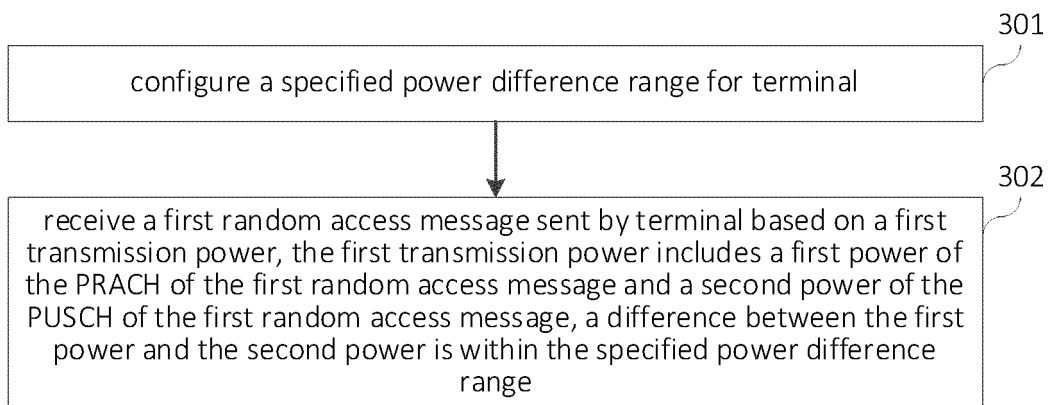 301
configure a specified power difference range for terminal
302
receive a first random access message sent by terminal based on a first
transmission power, the first transmission power includes a first power of
the PRACH of the first random access message and a second power of the
PUSCH of the first random access message, a difference between the first
power and the second power is within the specified power difference
range